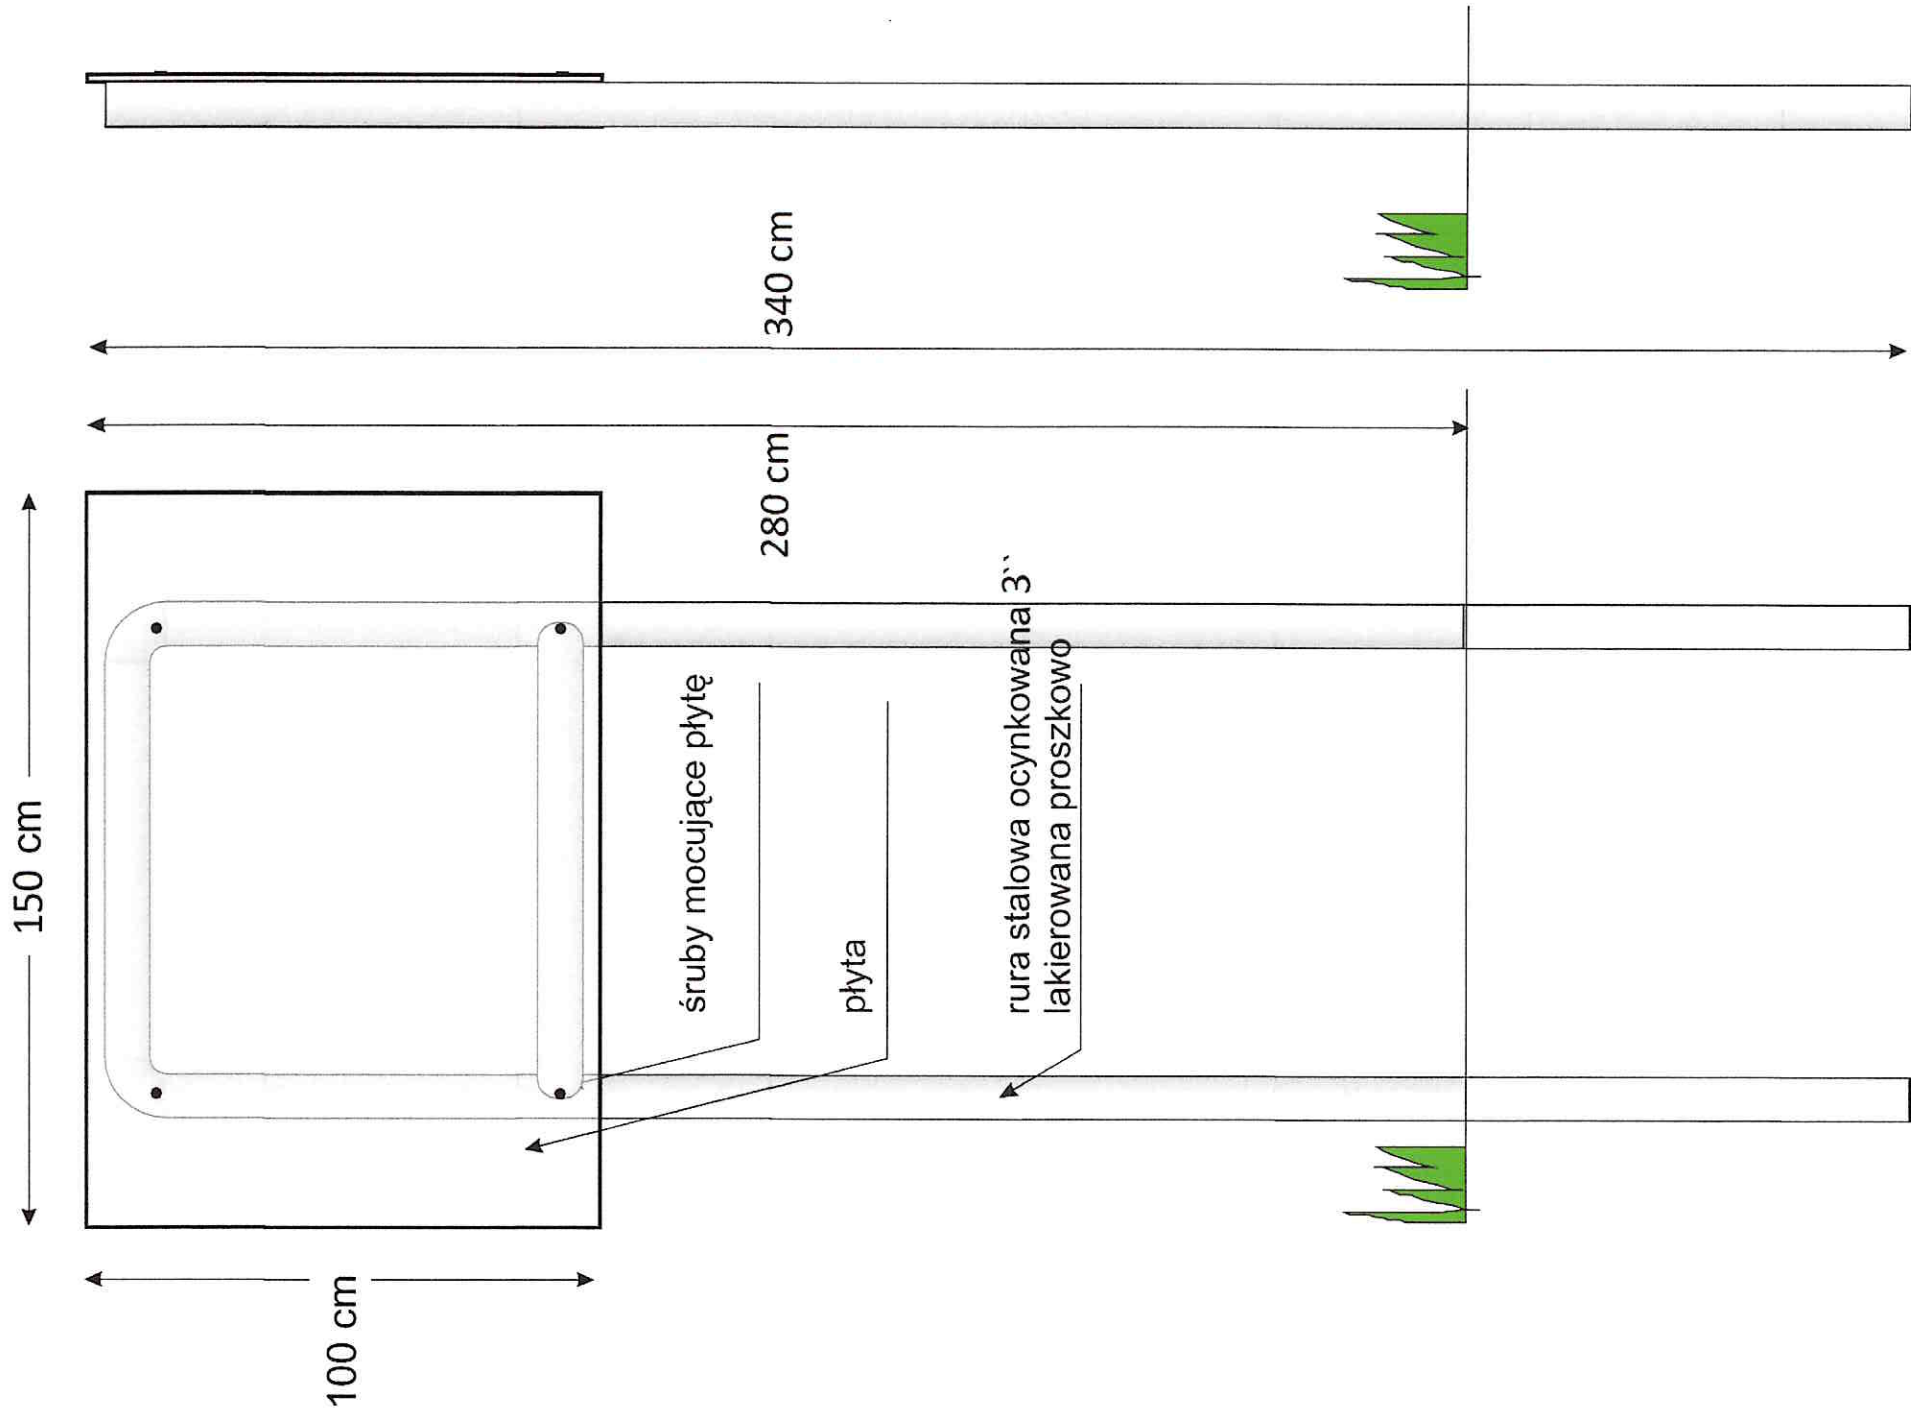 150 cm
100 cm
280 cm
340 cm
śruby mocujące płytę
płyta
rura stalowa ocynkowana 3``
lakierowana proszkowo